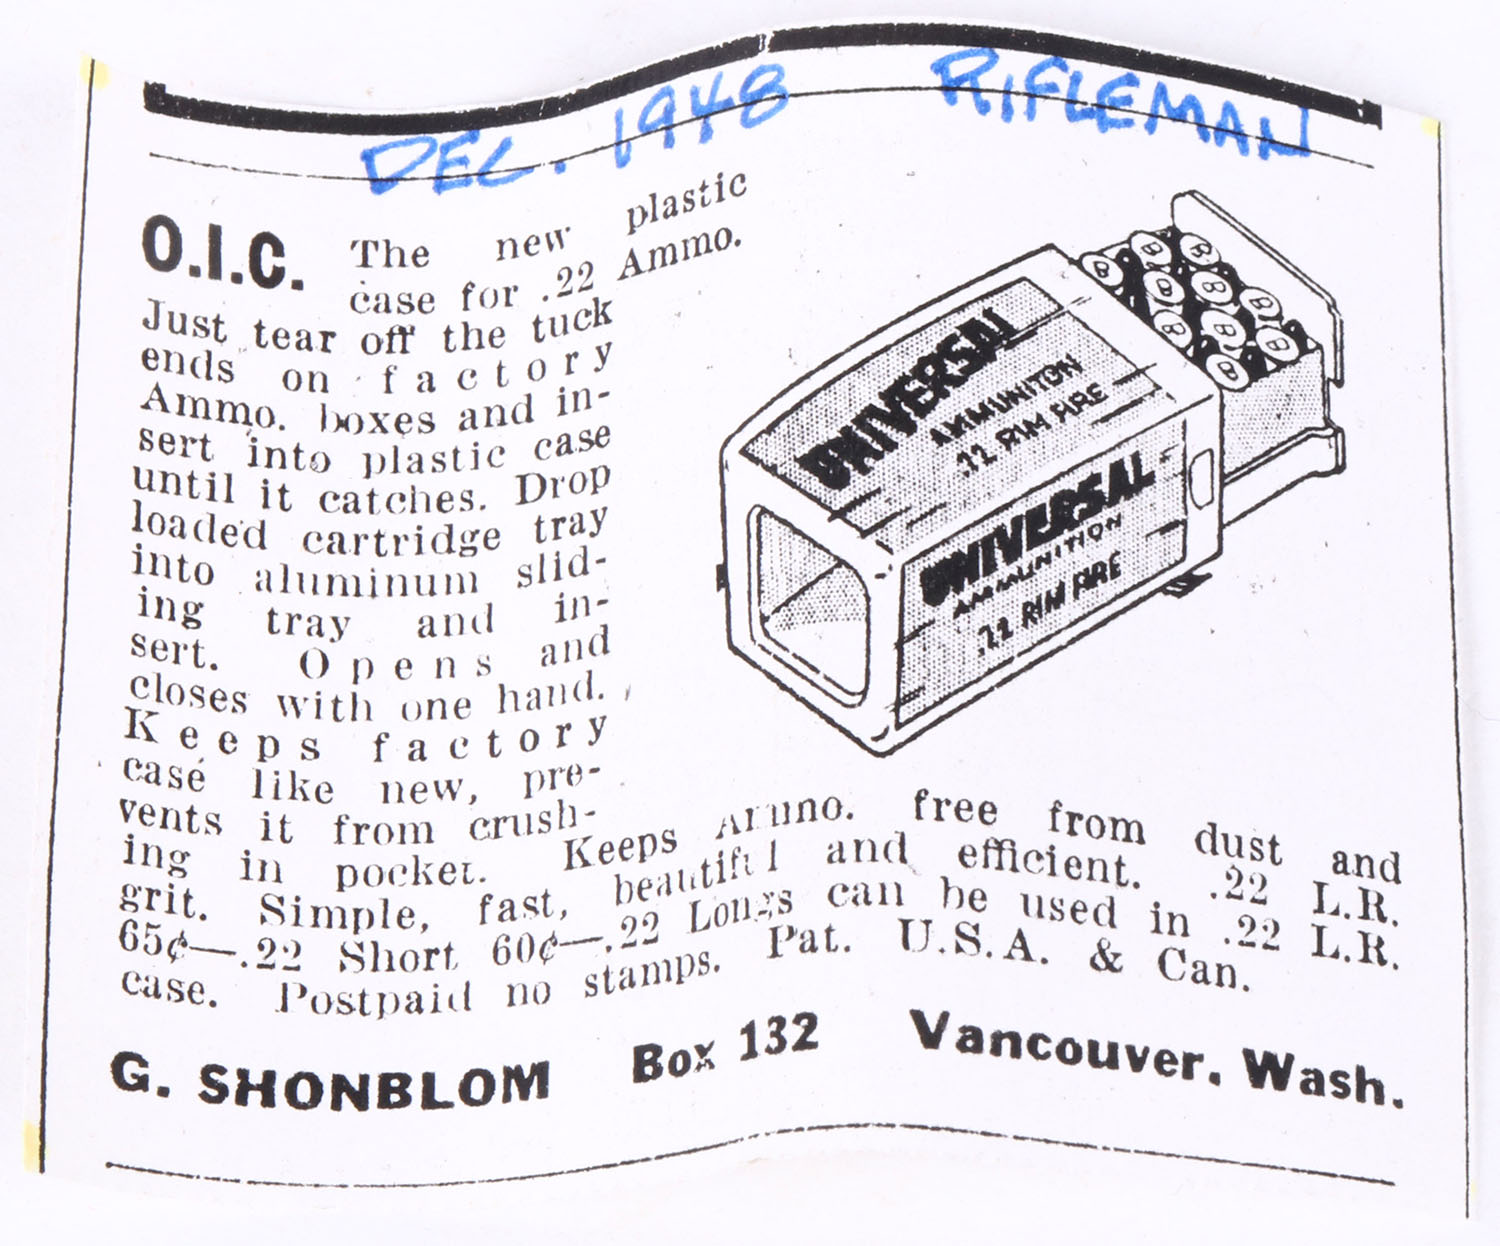 DEC. 1948 RIFLEMAN
O.I.C. The new plastic
case for .22 Ammo.
Just tear off the tuck
ends on factory
Ammo. boxes and in-
sert into plastic case
until it catches. Drop
loaded cartridge tray
into aluminum slid-
ing tray and in-
sert. Opens and
closes with one hand.
Keeps factory
case like new, pre-
vents it from crush-
ing in pocket. Keeps Ammo. free from dust and
grit. Simple, fast, beautiful and efficient. .22 L.R.
65¢—.22 Short 60¢—.22 Longs can be used in .22 L.R.
case. Postpaid no stamps. Pat. U.S.A. & Can.
G. SHONBLOM Box 132 Vancouver, Wash.
UNIVERSAL
AMMUNITON
.22 RIM FIRE
UNIVERSAL
AMMUNITION
.22 RIM FIRE
B
B
B
B
B
B
B
B
B
B